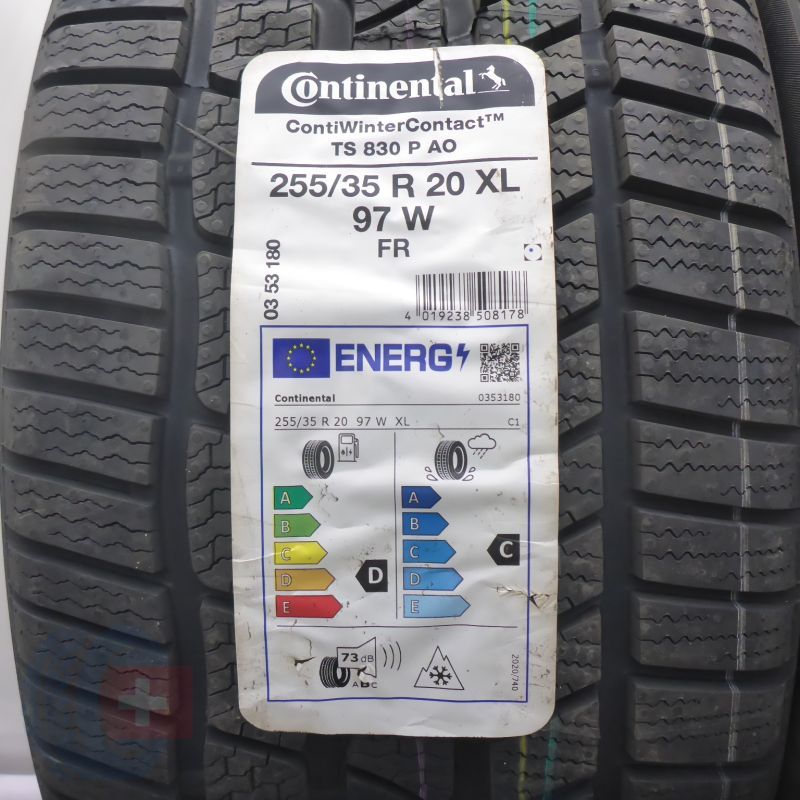 Continental
ContiWinterContact™
TS 830 P AO
255/35 R 20 XL
97 W
FR
03 53 180
4 019238 508178
ENERG
Continental 0353180
255/35 R 20 97 W XL C1
A
B
C
D
E
D
A
B
C
D
E
C
73 dB
ABC
2020/740